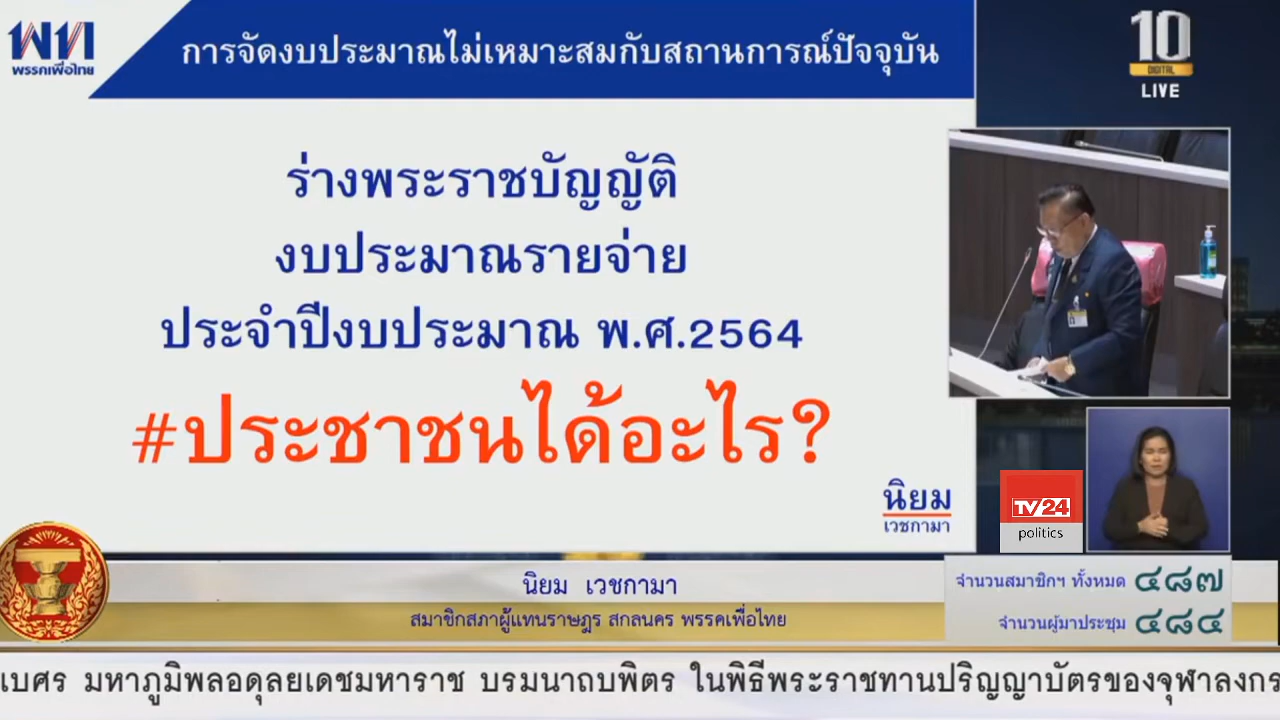 พท
พรรคเพื่อไทย
การจัดงบประมาณไม่เหมาะสมกับสถานการณ์ปัจจุบัน
10
DIGITAL
LIVE
ร่างพระราชบัญญัติ
งบประมาณรายจ่าย
ประจำปีงบประมาณ พ.ศ.2564
#ประชาชนได้อะไร?
นิยม
เวชกามา
TV24
politics
นิยม เวชกามา
สมาชิกสภาผู้แทนราษฎร สกลนคร พรรคเพื่อไทย
จำนวนสมาชิกฯ ทั้งหมด ๔๘๗
จำนวนผู้มาประชุม ๔๘๔
เบศร มหาภูมิพลอดุลยเดชมหาราช บรมนาถบพิตร ในพิธีพระราชทานปริญญาบัตรของจุฬาลงกร